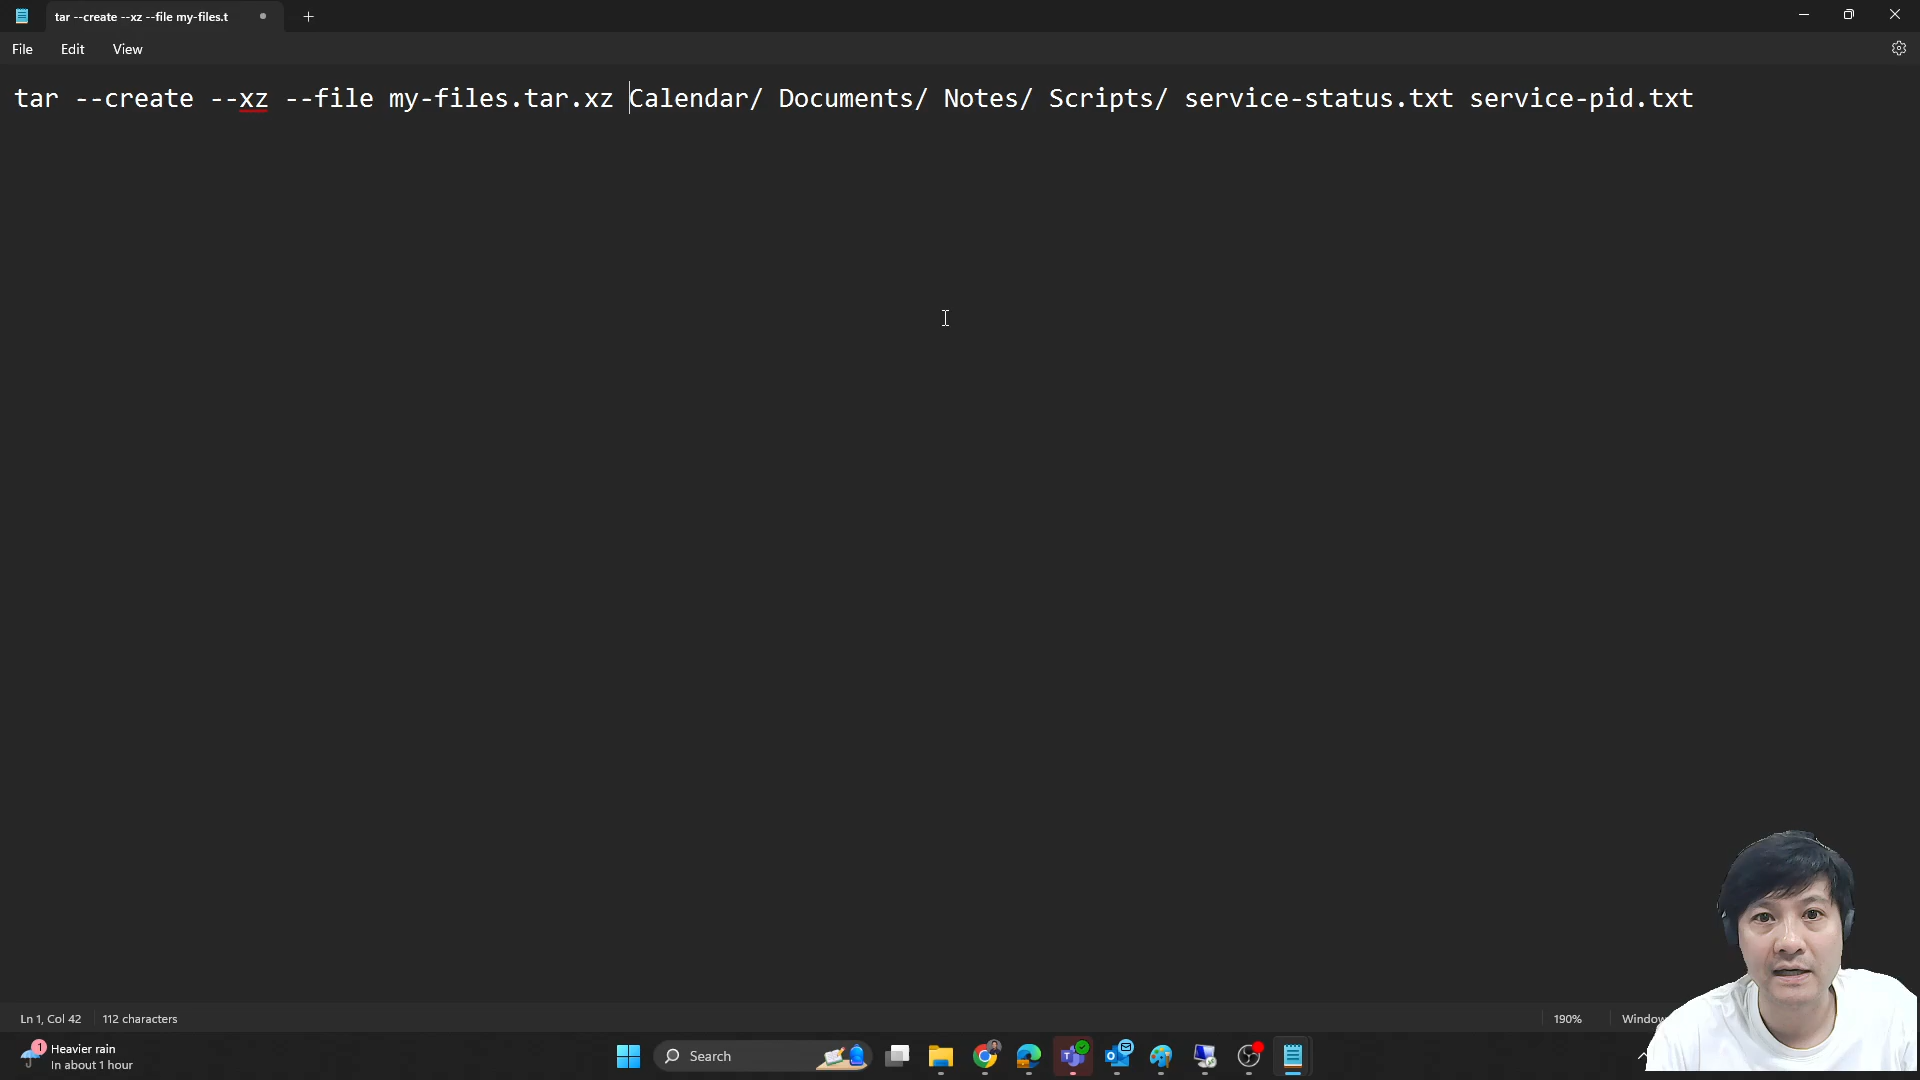 tar --create --xz --file my-files.t
File Edit View
tar --create --xz --file my-files.tar.xz Calendar/ Documents/ Notes/ Scripts/ service-status.txt service-pid.txt
Ln 1, Col 42 112 characters 190%
1 Heavier rain
In about 1 hour
Search